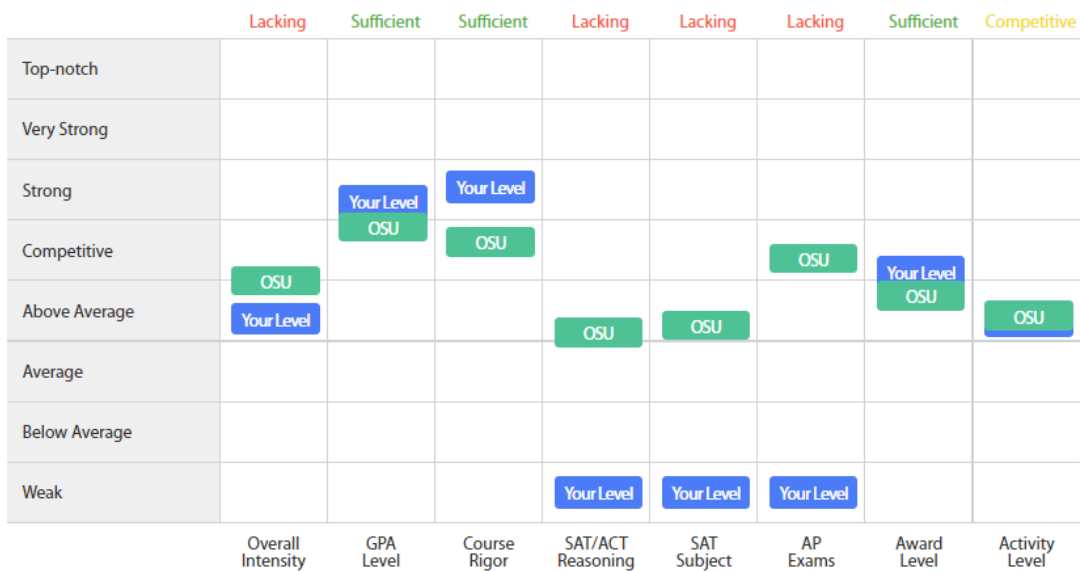 Lacking Sufficient Sufficient Lacking Lacking Lacking Sufficient Competitive
Top-notch
Very Strong
Strong
Your Level Your Level
OSU
Competitive
OSU OSU
Your Level
OSU
OSU
Above Average
Your Level
OSU
OSU OSU
Average
Below Average
Weak
Your Level Your Level Your Level
Overall GPA Course SAT/ACT SAT AP Award Activity
Intensity Level Rigor Reasoning Subject Exams Level Level